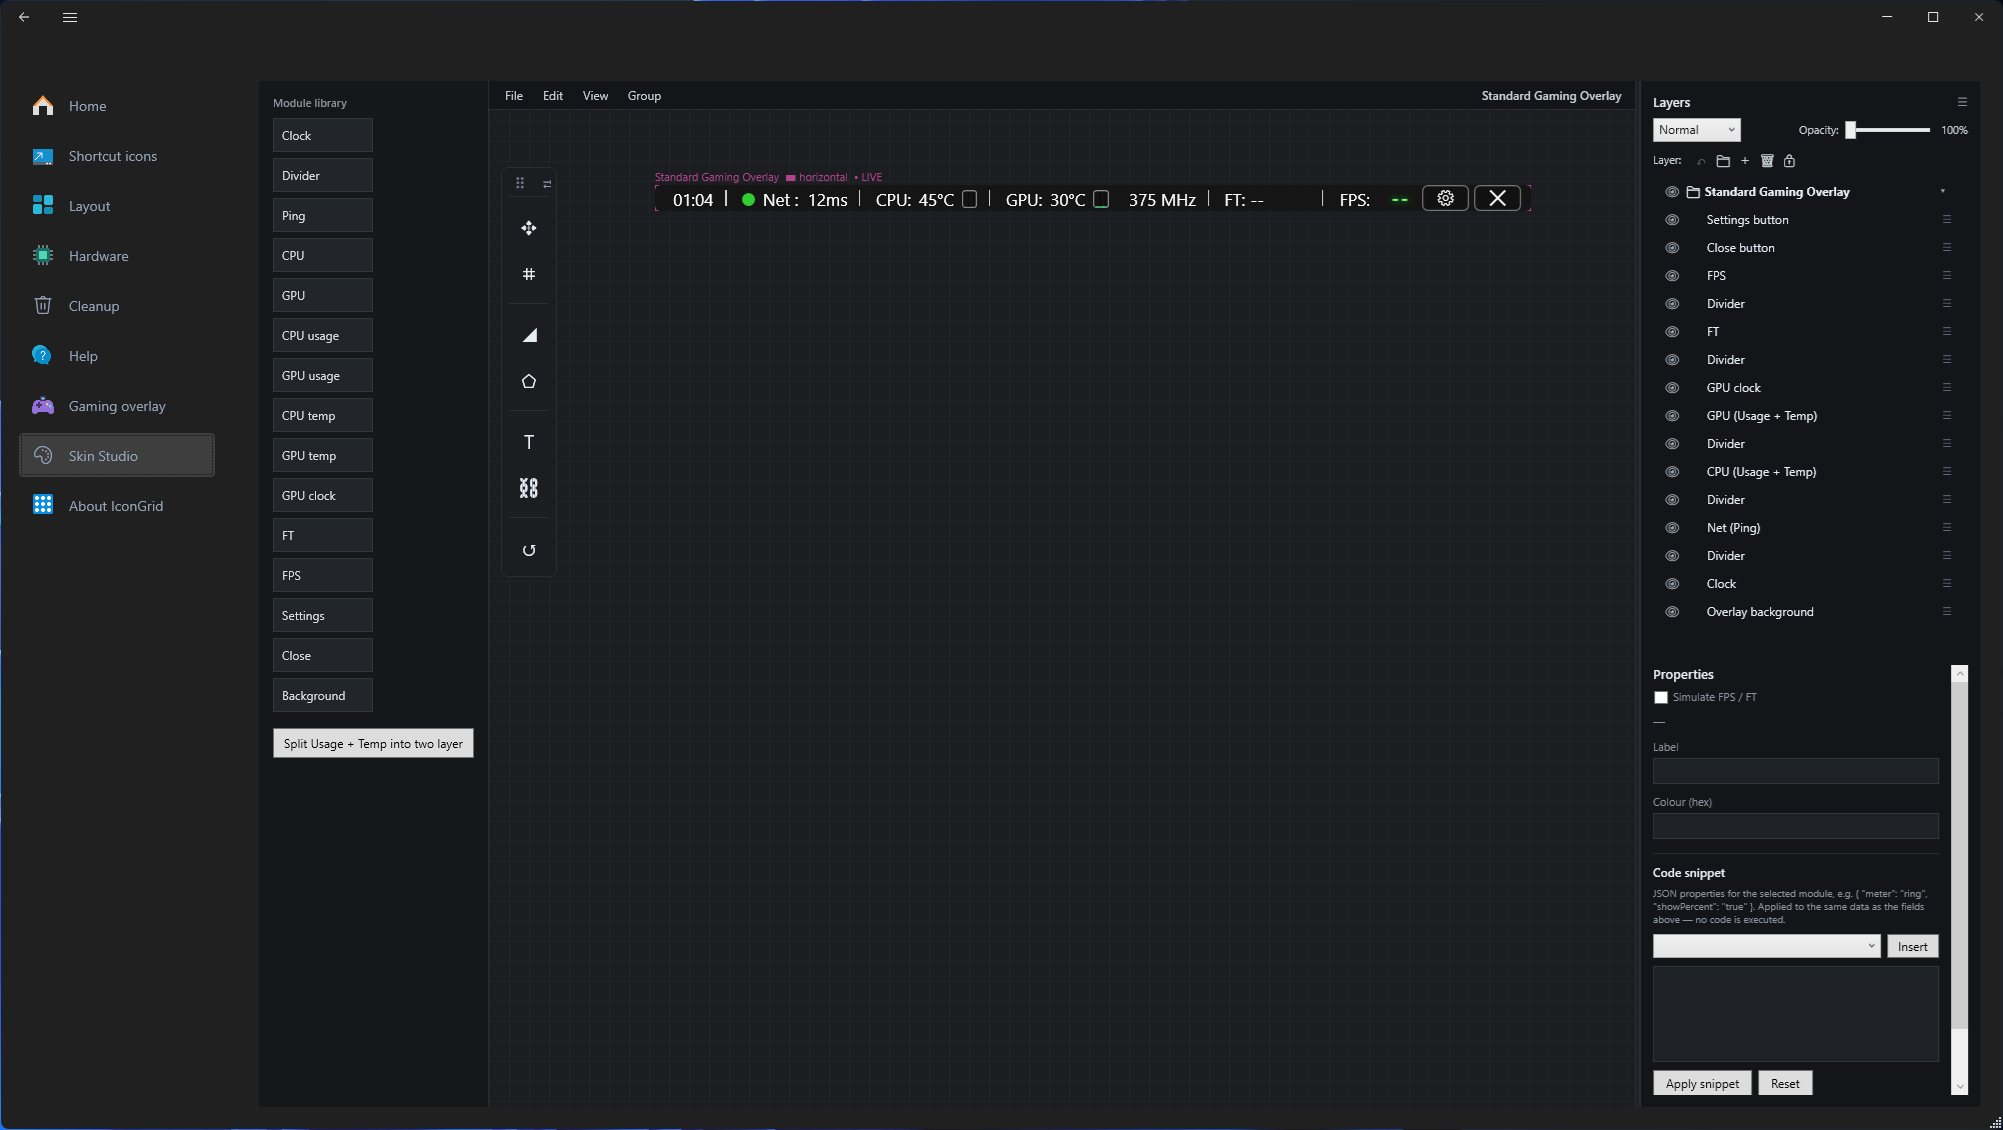 Home
Shortcut icons
Layout
Hardware
Cleanup
Help
Gaming overlay
Skin Studio
About IconGrid
Module library
Clock
Divider
Ping
CPU
GPU
CPU usage
GPU usage
CPU temp
GPU temp
GPU clock
FT
FPS
Settings
Close
Background
Split Usage + Temp into two layer
File Edit View Group Standard Gaming Overlay
Standard Gaming Overlay horizontal • LIVE
01:04 | Net : 12ms | CPU: 45°C | GPU: 30°C 375 MHz | FT: -- | FPS: --
T
Layers
Normal Opacity: 100%
Layer:
Standard Gaming Overlay
Settings button
Close button
FPS
Divider
FT
Divider
GPU clock
GPU (Usage + Temp)
Divider
CPU (Usage + Temp)
Divider
Net (Ping)
Divider
Clock
Overlay background
Properties
Simulate FPS / FT
—
Label
Colour (hex)
Code snippet
JSON properties for the selected module, e.g. { "meter": "ring",
"showPercent": "true" }. Applied to the same data as the fields
above — no code is executed.
Insert
Apply snippet Reset